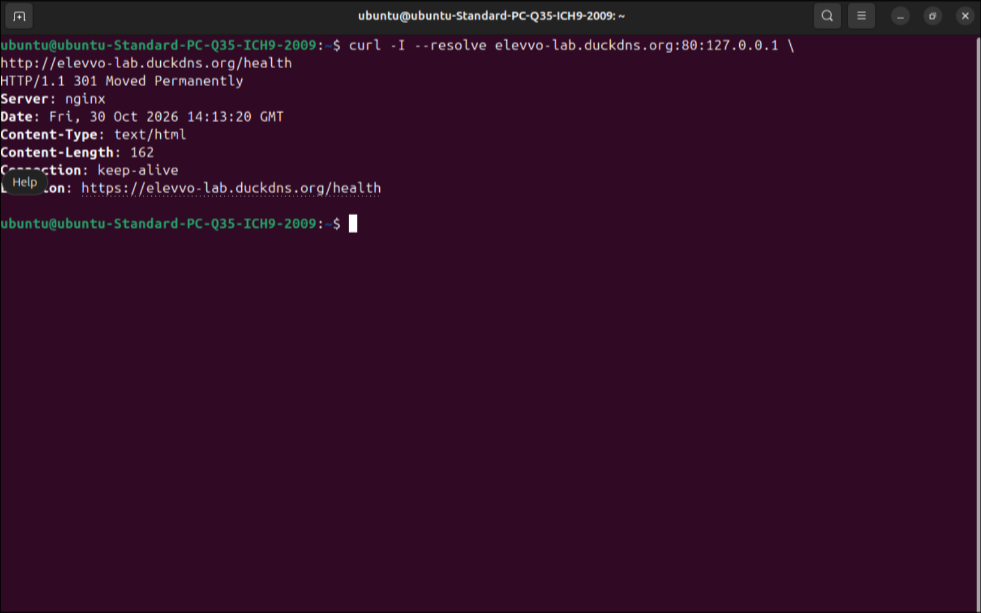 ubuntu@ubuntu-Standard-PC-Q35-ICH9-2009: ~
ubuntu@ubuntu-Standard-PC-Q35-ICH9-2009:~$ curl -I --resolve elevvo-lab.duckdns.org:80:127.0.0.1 \
http://elevvo-lab.duckdns.org/health
HTTP/1.1 301 Moved Permanently
Server: nginx
Date: Fri, 30 Oct 2026 14:13:20 GMT
Content-Type: text/html
Content-Length: 162
Connection: keep-alive
Help
https://elevvo-lab.duckdns.org/health
ubuntu@ubuntu-Standard-PC-Q35-ICH9-2009:~$